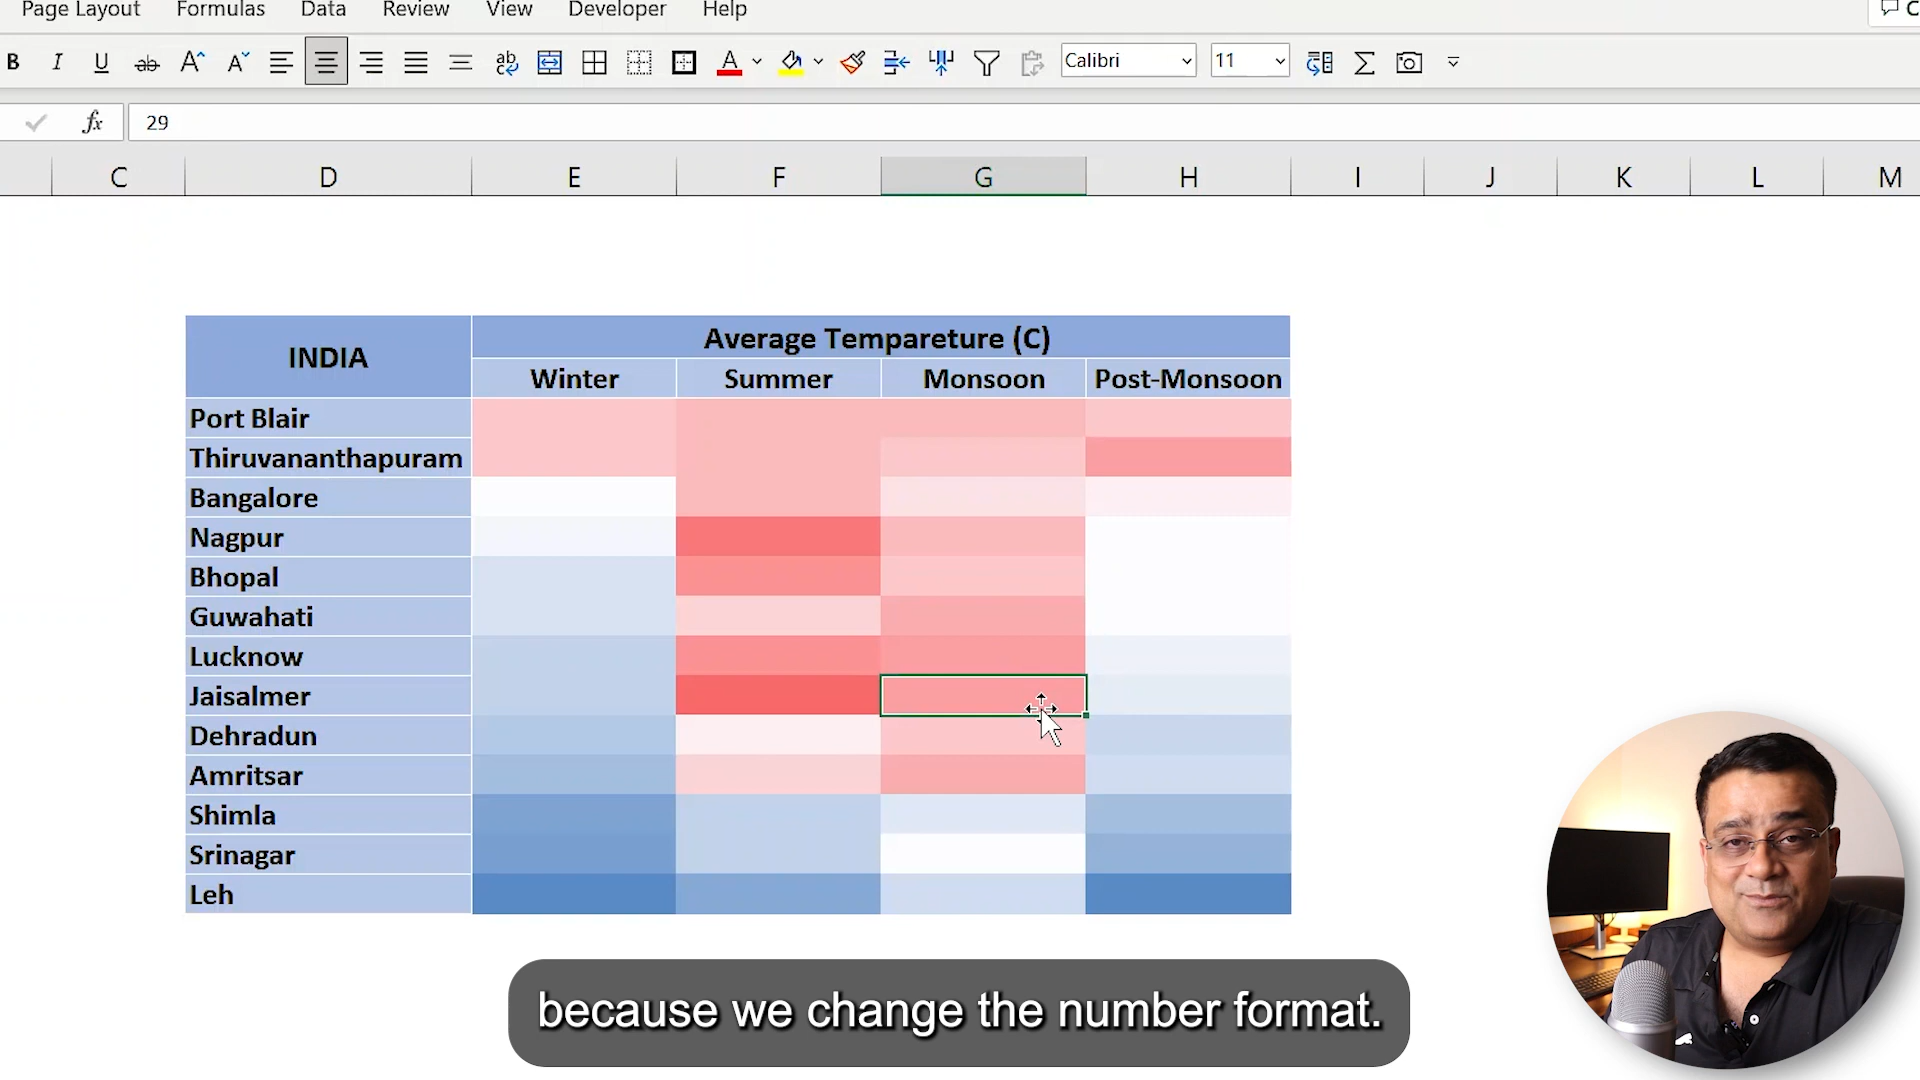 Page Layout Formulas Data Review View Developer Help C
B I U ab A A A Calibri 11
fx 29
C D E F G H I J K L M
INDIA Average Tempareture (C)
Winter Summer Monsoon Post-Monsoon
Port Blair
Thiruvananthapuram
Bangalore
Nagpur
Bhopal
Guwahati
Lucknow
Jaisalmer
Dehradun
Amritsar
Shimla
Srinagar
Leh
because we change the number format.